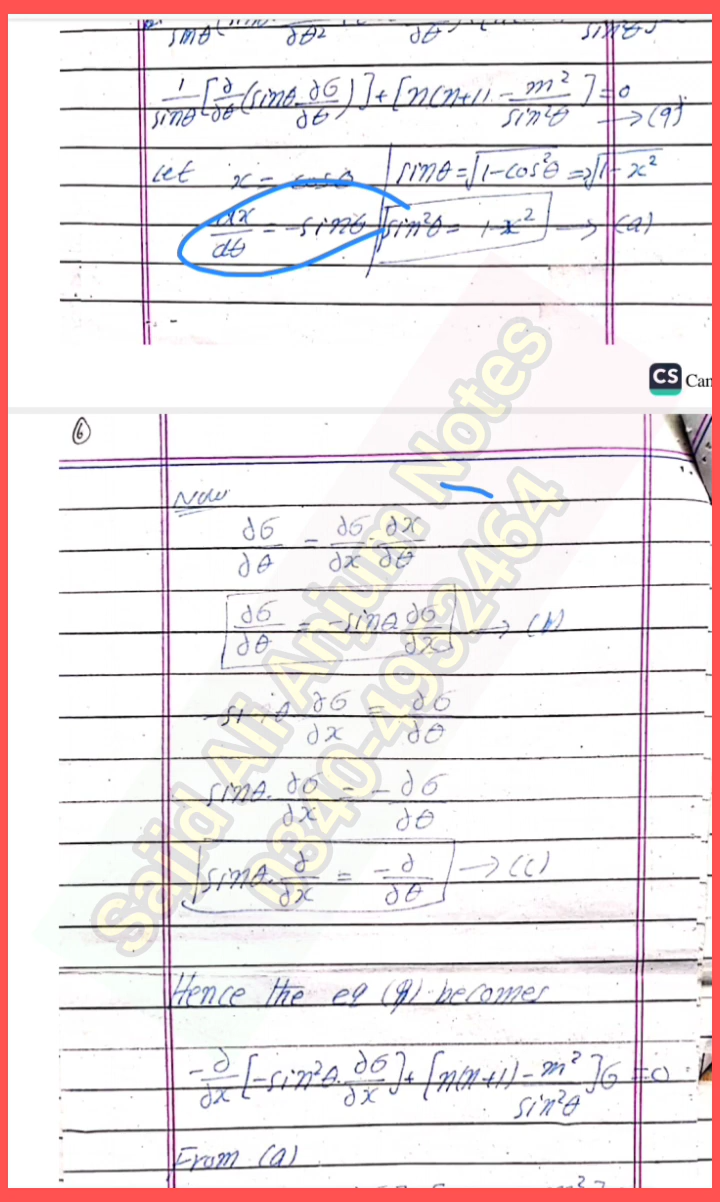 1/sinθ [∂/∂θ (sinθ ∂G/∂θ)] + [n(n+1) - m²/sin²θ] = 0 → (9)
Let x = cosθ | sinθ = √1-cos²θ = √1-x²
dx/dθ = -sinθ | sin²θ = 1-x² → (a)
CS Can
6
Now
∂G/∂θ = ∂G/∂x · ∂x/∂θ
∂G/∂θ = -sinθ ∂G/∂x → (b)
-sinθ ∂G/∂x = ∂G/∂θ
sinθ · ∂G/∂x = -∂G/∂θ
sinθ · ∂/∂x = -∂/∂θ → (c)
Hence the eq (9) becomes
-∂/∂x [-sin²θ · ∂G/∂x] + [n(n+1) - m²/sin²θ] G = 0
From (a)
Sajid Ali Anjum Notes
0340-4992464